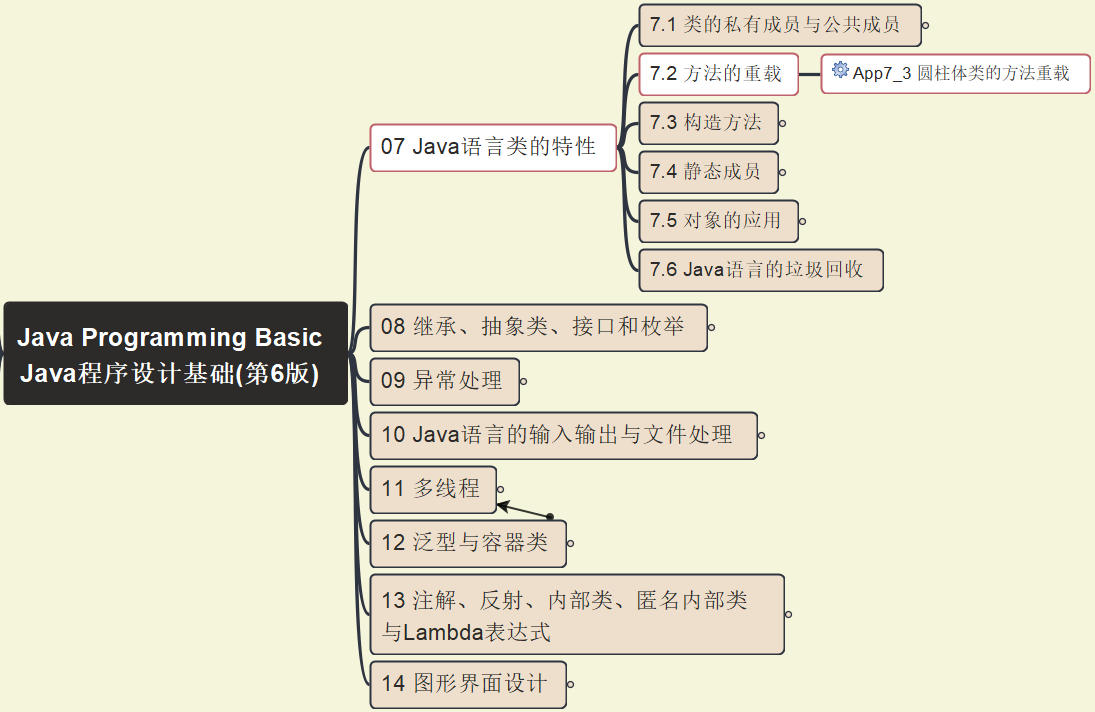 Java Programming Basic
Java程序设计基础(第6版)
07 Java语言类的特性
7.1 类的私有成员与公共成员
7.2 方法的重载
App7_3 圆柱体类的方法重载
7.3 构造方法
7.4 静态成员
7.5 对象的应用
7.6 Java语言的垃圾回收
08 继承、抽象类、接口和枚举
09 异常处理
10 Java语言的输入输出与文件处理
11 多线程
12 泛型与容器类
13 注解、反射、内部类、匿名内部类
与Lambda表达式
14 图形界面设计